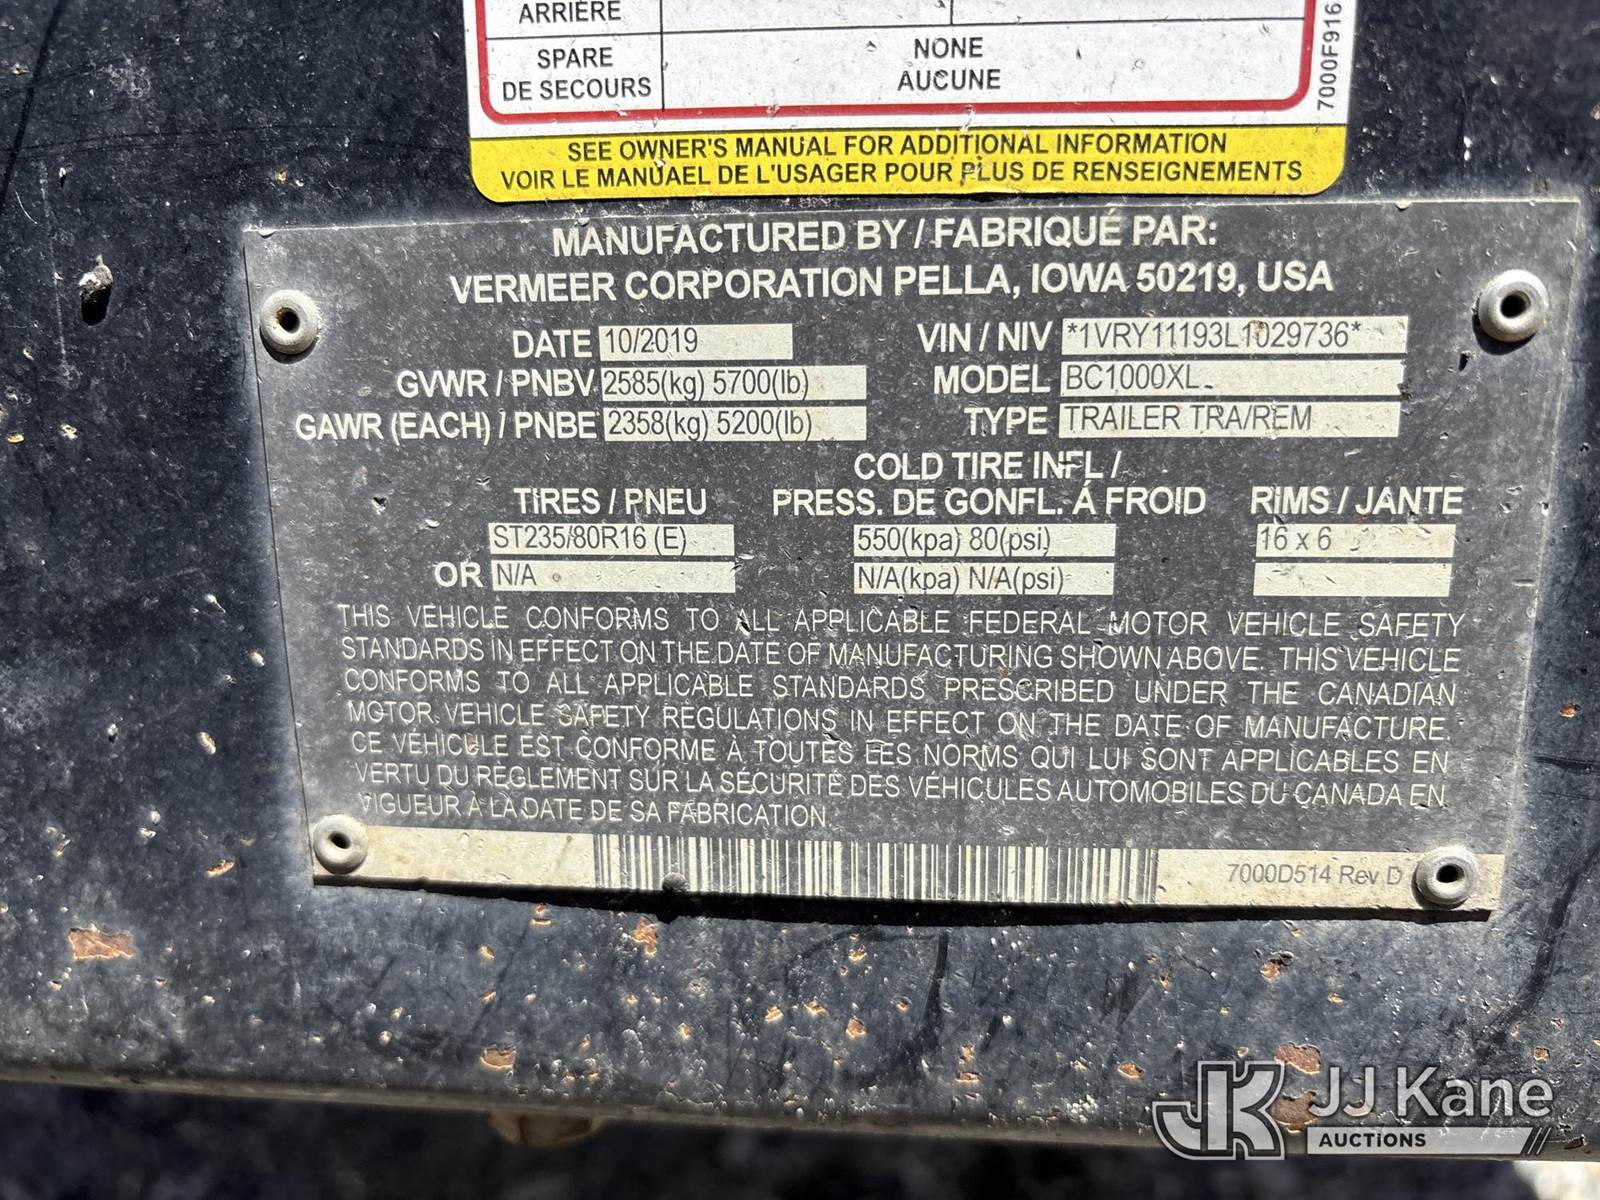 ARRIÈRE
SPARE NONE
DE SECOURS AUCUNE
7000F916
SEE OWNER'S MANUAL FOR ADDITIONAL INFORMATION
VOIR LE MANUAEL DE L'USAGER POUR PLUS DE RENSEIGNEMENTS
MANUFACTURED BY / FABRIQUÉ PAR:
VERMEER CORPORATION PELLA, IOWA 50219, USA
DATE 10/2019 VIN / NIV *1VRY11193L1029736*
GVWR / PNBV 2585(kg) 5700(lb) MODEL BC1000XL
GAWR (EACH) / PNBE 2358(kg) 5200(lb) TYPE TRAILER TRA/REM
COLD TIRE INFL /
TIRES / PNEU PRESS. DE GONFL. Á FROID RIMS / JANTE
ST235/80R16 (E) 550(kpa) 80(psi) 16 x 6
OR N/A N/A(kpa) N/A(psi)
THIS VEHICLE CONFORMS TO ALL APPLICABLE FEDERAL MOTOR VEHICLE SAFETY
STANDARDS IN EFFECT ON THE DATE OF MANUFACTURING SHOWN ABOVE. THIS VEHICLE
CONFORMS TO ALL APPLICABLE STANDARDS PRESCRIBED UNDER THE CANADIAN
MOTOR VEHICLE SAFETY REGULATIONS IN EFFECT ON THE DATE OF MANUFACTURE.
CE VÉHICULE EST CONFORME À TOUTES LES NORMS QUI LUI SONT APPLICABLES EN
VERTU DU RÈGLEMENT SUR LA SÉCURITÉ DES VÉHICULES AUTOMOBILES DU CANADA EN
VIGUEUR À LA DATE DE SA FABRICATION.
7000D514 Rev D
JK JJ Kane
AUCTIONS